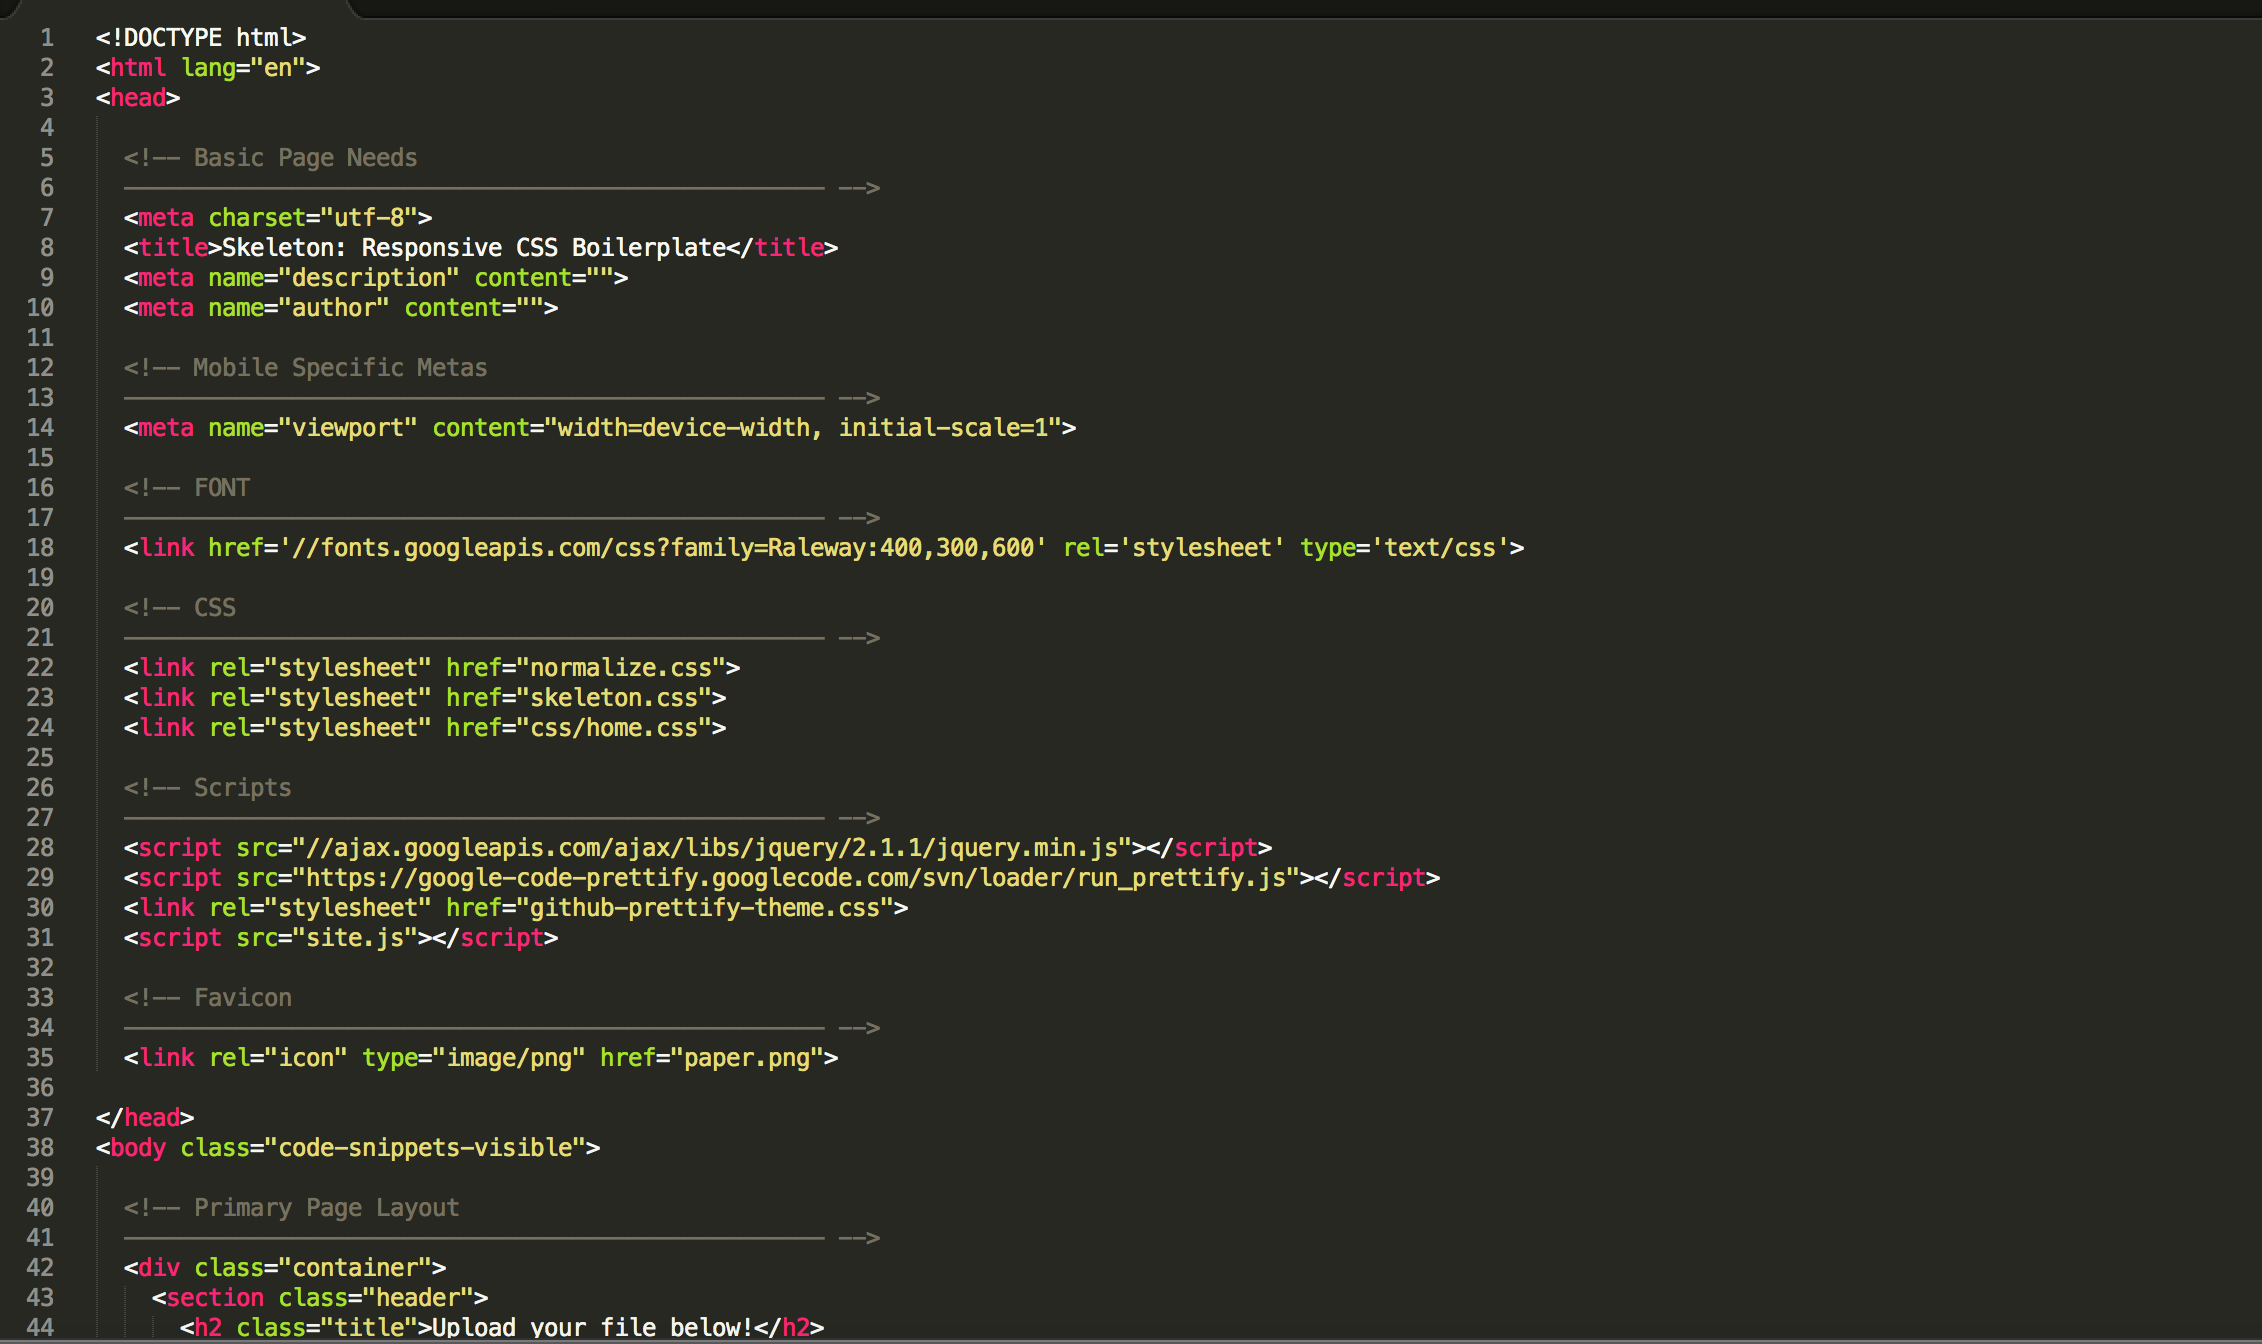 1 <!DOCTYPE html>
2 <html lang="en">
3 <head>
4
5 <!-- Basic Page Needs
6 –––––––––––––––––––––––––––––––––––––––––––––––––– -->
7 <meta charset="utf-8">
8 <title>Skeleton: Responsive CSS Boilerplate</title>
9 <meta name="description" content="">
10 <meta name="author" content="">
11
12 <!-- Mobile Specific Metas
13 –––––––––––––––––––––––––––––––––––––––––––––––––– -->
14 <meta name="viewport" content="width=device-width, initial-scale=1">
15
16 <!-- FONT
17 –––––––––––––––––––––––––––––––––––––––––––––––––– -->
18 <link href='//fonts.googleapis.com/css?family=Raleway:400,300,600' rel='stylesheet' type='text/css'>
19
20 <!-- CSS
21 –––––––––––––––––––––––––––––––––––––––––––––––––– -->
22 <link rel="stylesheet" href="normalize.css">
23 <link rel="stylesheet" href="skeleton.css">
24 <link rel="stylesheet" href="css/home.css">
25
26 <!-- Scripts
27 –––––––––––––––––––––––––––––––––––––––––––––––––– -->
28 <script src="//ajax.googleapis.com/ajax/libs/jquery/2.1.1/jquery.min.js"></script>
29 <script src="https://google-code-prettify.googlecode.com/svn/loader/run_prettify.js"></script>
30 <link rel="stylesheet" href="github-prettify-theme.css">
31 <script src="site.js"></script>
32
33 <!-- Favicon
34 –––––––––––––––––––––––––––––––––––––––––––––––––– -->
35 <link rel="icon" type="image/png" href="paper.png">
36
37 </head>
38 <body class="code-snippets-visible">
39
40 <!-- Primary Page Layout
41 –––––––––––––––––––––––––––––––––––––––––––––––––– -->
42 <div class="container">
43 <section class="header">
44 <h2 class="title">Upload your file below!</h2>